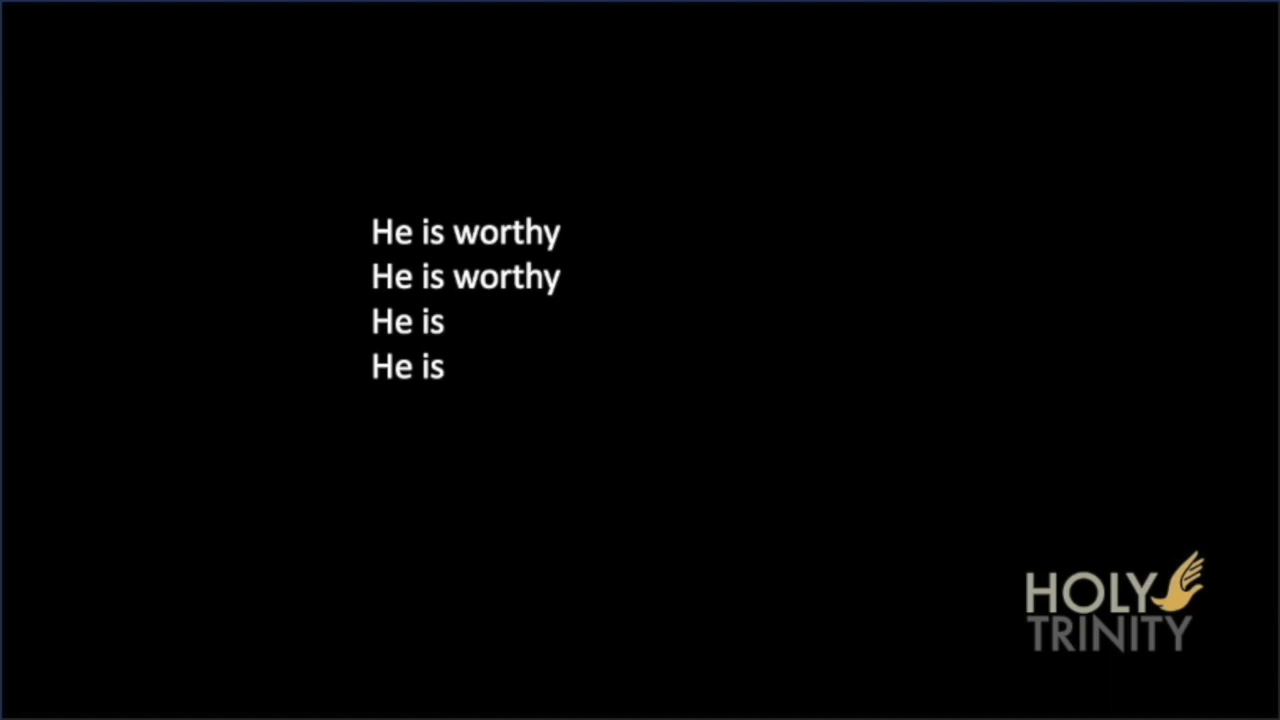 He is worthy
He is worthy
He is
He is
HOLY
TRINITY